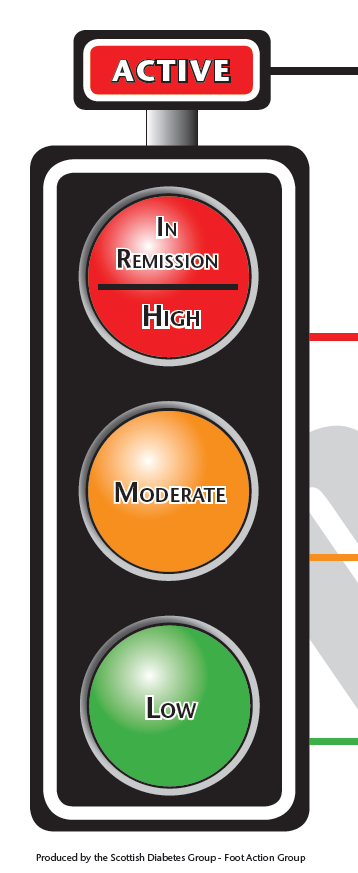 ACTIVE
IN
REMISSION
HIGH
MODERATE
LOW
Produced by the Scottish Diabetes Group - Foot Action Group